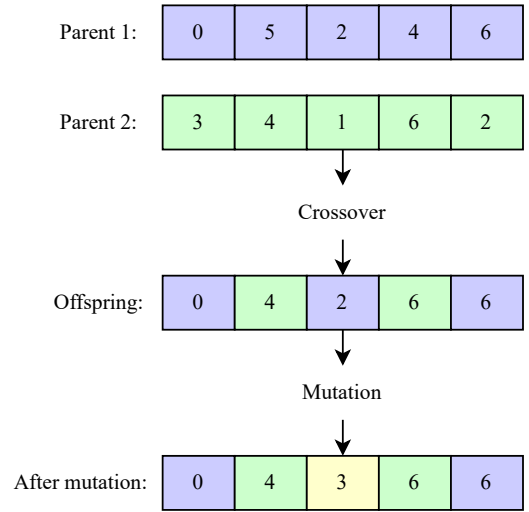 Parent 1: 0 5 2 4 6
Parent 2: 3 4 1 6 2
Crossover
Offspring: 0 4 2 6 6
Mutation
After mutation: 0 4 3 6 6